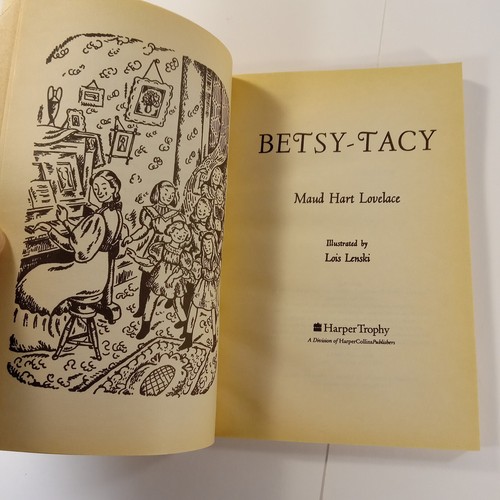 BETSY-TACY
Maud Hart Lovelace
Illustrated by
Lois Lenski
HarperTrophy
A Division of HarperCollinsPublishers